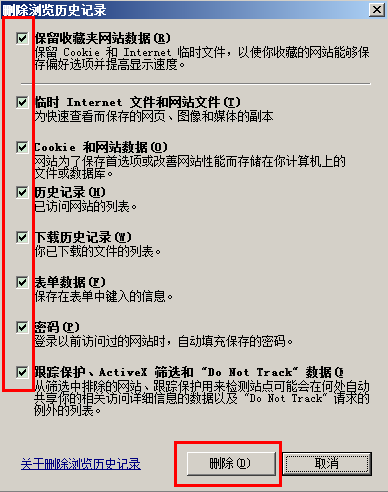 删除浏览历史记录
保留收藏夹网站数据(R)
保留 Cookie 和 Internet 临时文件，以使你收藏的网站能够保
存偏好选项并提高显示速度。
临时 Internet 文件和网站文件(T)
为快速查看而保存的网页、图像和媒体的副本
Cookie 和网站数据(O)
网站为了保存首选项或改善网站性能而存储在你计算机上的
文件或数据库。
历史记录(H)
已访问网站的列表。
下载历史记录(W)
你已下载的文件的列表。
表单数据(F)
保存在表单中键入的信息。
密码(P)
登录以前访问过的网站时，自动填充保存的密码。
跟踪保护、ActiveX 筛选和 "Do Not Track" 数据(
从筛选中排除的网站、跟踪保护用来检测站点可能会在何处自动
共享你的相关访问详细信息的数据以及 "Do Not Track" 请求的
例外的列表。
关于删除浏览历史记录
删除(D)
取消